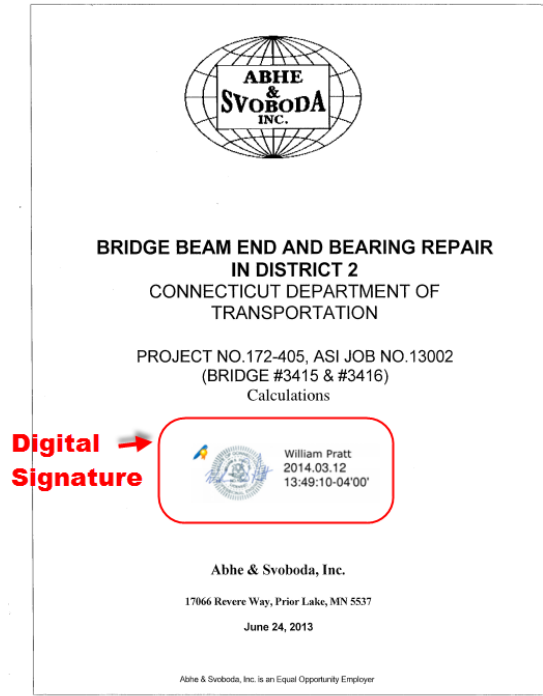 ABHE
&
SVOBODA
INC.
BRIDGE BEAM END AND BEARING REPAIR
IN DISTRICT 2
CONNECTICUT DEPARTMENT OF
TRANSPORTATION
PROJECT NO.172-405, ASI JOB NO.13002
(BRIDGE #3415 & #3416)
Calculations
Digital
Signature
William Pratt
2014.03.12
13:49:10-04'00'
Abhe & Svoboda, Inc.
17066 Revere Way, Prior Lake, MN 5537
June 24, 2013
Abhe & Svoboda, Inc. is an Equal Opportunity Employer